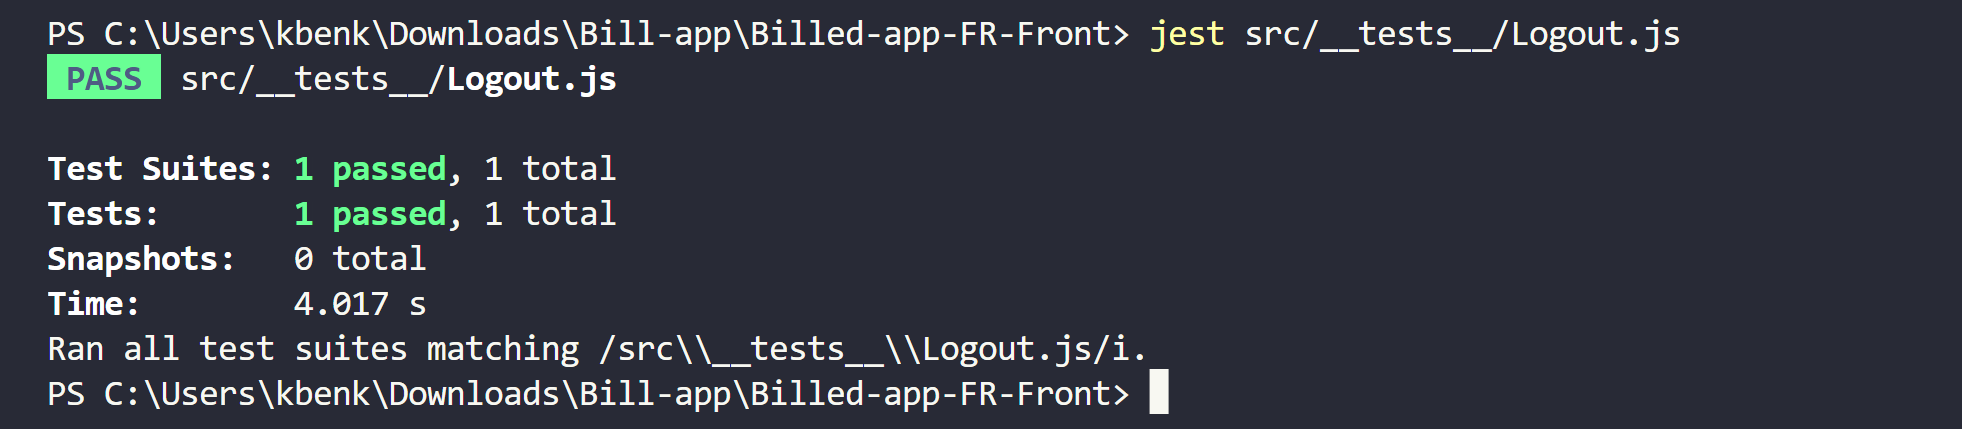 PS C:\Users\kbenk\Downloads\Bill-app\Billed-app-FR-Front> jest src/__tests__/Logout.js
PASS src/__tests__/Logout.js
Test Suites: 1 passed, 1 total
Tests: 1 passed, 1 total
Snapshots: 0 total
Time: 4.017 s
Ran all test suites matching /src\\__tests__\\Logout.js/i.
PS C:\Users\kbenk\Downloads\Bill-app\Billed-app-FR-Front>